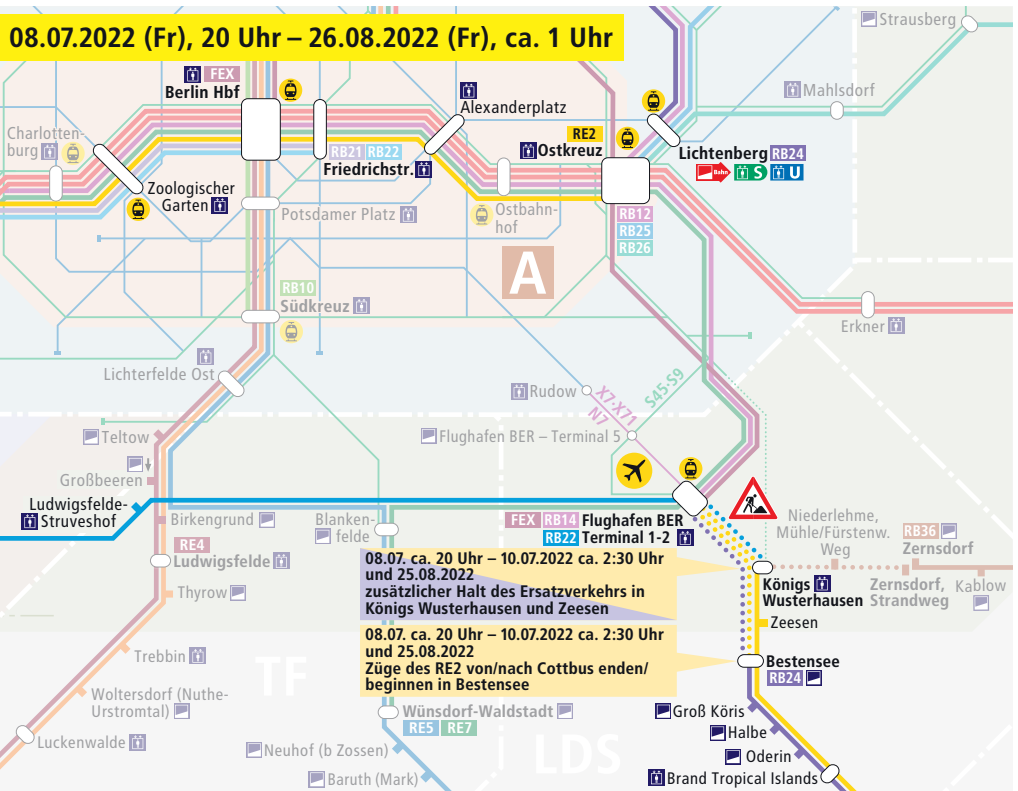 08.07.2022 (Fr), 20 Uhr – 26.08.2022 (Fr), ca. 1 Uhr
Strausberg
FEX
Berlin Hbf
Alexanderplatz
Mahlsdorf
Charlotten-
burg
RB21 RB22
Friedrichstr.
RE2
Ostkreuz
Lichtenberg RB24
Bahn S U
Zoologischer
Garten
Potsdamer Platz
Ostbahn-
hof
RB12
RB25
RB26
A
RB10
Südkreuz
Erkner
Lichterfelde Ost
Rudow
X7·X71
N7
S45·S9
Teltow
Flughafen BER – Terminal 5
Großbeeren
Ludwigsfelde-
Struveshof
Birkengrund
Blanken-
felde
FEX RB14 Flughafen BER
RB22 Terminal 1-2
Niederlehme,
Mühle/Fürstenw.
Weg
RB36
Zernsdorf
RE4
Ludwigsfelde
08.07. ca. 20 Uhr – 10.07.2022 ca. 2:30 Uhr
und 25.08.2022
zusätzlicher Halt des Ersatzverkehrs in
Königs Wusterhausen und Zeesen
Königs
Wusterhausen
Zernsdorf,
Strandweg
Kablow
Thyrow
Zeesen
08.07. ca. 20 Uhr – 10.07.2022 ca. 2:30 Uhr
und 25.08.2022
Züge des RE2 von/nach Cottbus enden/
beginnen in Bestensee
Trebbin
TF
Bestensee
RB24
Woltersdorf (Nuthe-
Urstromtal)
Wünsdorf-Waldstadt
RE5 RE7
Groß Köris
Luckenwalde
Halbe
Neuhof (b Zossen)
LDS
Oderin
Baruth (Mark)
Brand Tropical Islands